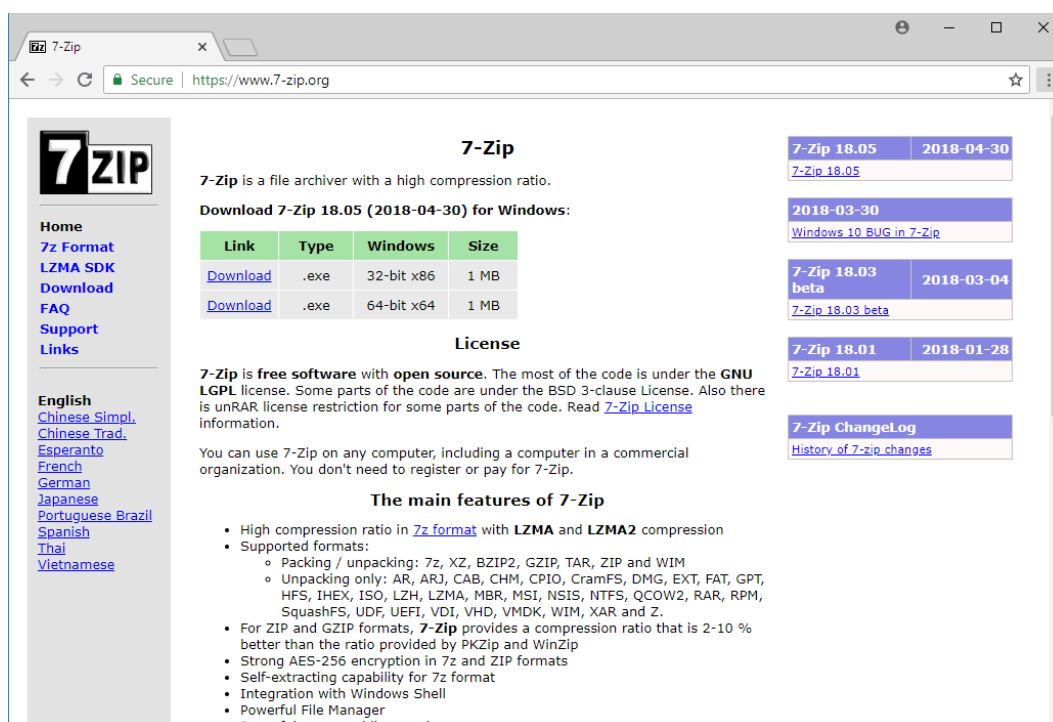 7-Zip
Secure | https://www.7-zip.org
7 ZIP
Home
7z Format
LZMA SDK
Download
FAQ
Support
Links
English
Chinese Simpl.
Chinese Trad.
Esperanto
French
German
Japanese
Portuguese Brazil
Spanish
Thai
Vietnamese
7-Zip
7-Zip is a file archiver with a high compression ratio.
Download 7-Zip 18.05 (2018-04-30) for Windows:
Link Type Windows Size
Download .exe 32-bit x86 1 MB
Download .exe 64-bit x64 1 MB
License
7-Zip is free software with open source. The most of the code is under the GNU
LGPL license. Some parts of the code are under the BSD 3-clause License. Also there
is unRAR license restriction for some parts of the code. Read 7-Zip License
information.
You can use 7-Zip on any computer, including a computer in a commercial
organization. You don't need to register or pay for 7-Zip.
The main features of 7-Zip
High compression ratio in 7z format with LZMA and LZMA2 compression
Supported formats:
Packing / unpacking: 7z, XZ, BZIP2, GZIP, TAR, ZIP and WIM
Unpacking only: AR, ARJ, CAB, CHM, CPIO, CramFS, DMG, EXT, FAT, GPT,
HFS, IHEX, ISO, LZH, LZMA, MBR, MSI, NSIS, NTFS, QCOW2, RAR, RPM,
SquashFS, UDF, UEFI, VDI, VHD, VMDK, WIM, XAR and Z.
For ZIP and GZIP formats, 7-Zip provides a compression ratio that is 2-10 %
better than the ratio provided by PKZip and WinZip
Strong AES-256 encryption in 7z and ZIP formats
Self-extracting capability for 7z format
Integration with Windows Shell
Powerful File Manager
7-Zip 18.05 2018-04-30
7-Zip 18.05
2018-03-30
Windows 10 BUG in 7-Zip
7-Zip 18.03
beta 2018-03-04
7-Zip 18.03 beta
7-Zip 18.01 2018-01-28
7-Zip 18.01
7-Zip ChangeLog
History of 7-zip changes